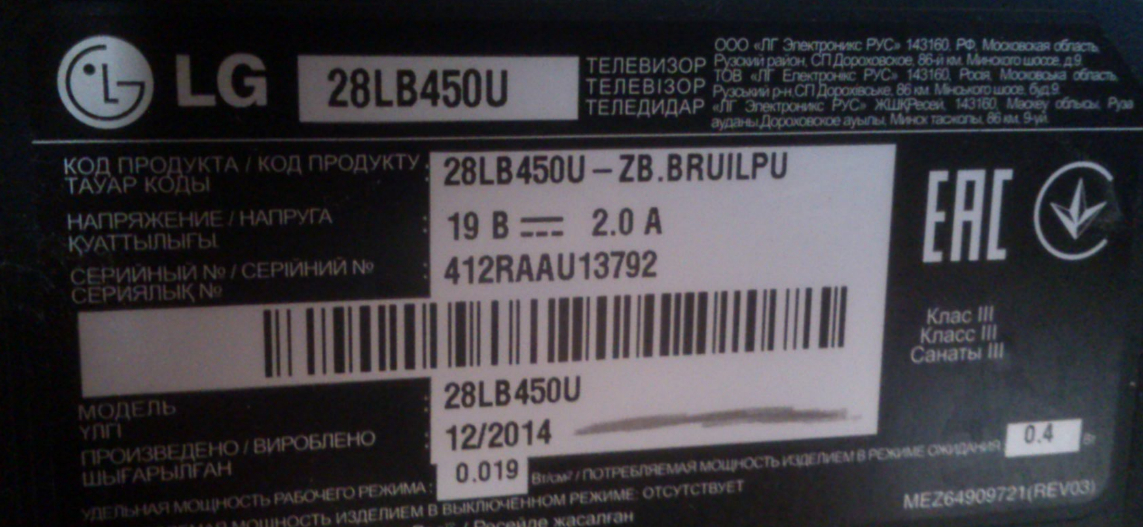 LG 28LB450U
ТЕЛЕВИЗОР
ТЕЛЕВІЗОР
ТЕЛЕДИДАР
ООО «ЛГ Электроникс РУС» 143160. РФ, Московская область,
Рузский район, СП Дороховское, 86-й км. Минского шоссе, д.9.
ТОВ «ЛГ Електронікс РУС» 143160, Росія, Московська область,
Рузський р-н, СП Дорохівське, 86 км. Мінського шосе, буд.9.
«ЛГ Электроникс РУС» ЖШҚ Ресей, 143160, Мәскеу облысы, Руза
ауданы, Дороховское ауылы, Минск тасжолы, 86 км, 9-үй.
КОД ПРОДУКТА / КОД ПРОДУКТУ : 28LB450U-ZB.BRUILPU
ТАУАР КОДЫ
НАПРЯЖЕНИЕ / НАПРУГА : 19 В 2.0 А
ҚУАТТЫЛЫҒЫ
СЕРИЙНЫЙ № / СЕРІЙНИЙ № : 412RAAU13792
СЕРИЯЛЫҚ №
EAC
Клас III
Класс III
Санаты III
МОДЕЛЬ : 28LB450U
ҮЛГІ
ПРОИЗВЕДЕНО / ВИРОБЛЕНО : 12/2014
ШЫҒАРЫЛҒАН
УДЕЛЬНАЯ МОЩНОСТЬ РАБОЧЕГО РЕЖИМА : 0.019 Вт/см² / ПОТРЕБЛЯЕМАЯ МОЩНОСТЬ ИЗДЕЛИЕМ В РЕЖИМЕ ОЖИДАНИЯ : 0.4 Вт
МОЩНОСТЬ ИЗДЕЛИЕМ В ВЫКЛЮЧЕННОМ РЕЖИМЕ: ОТСУТСТВУЕТ
MEZ64909721(REV03)
Ресейде жасалған